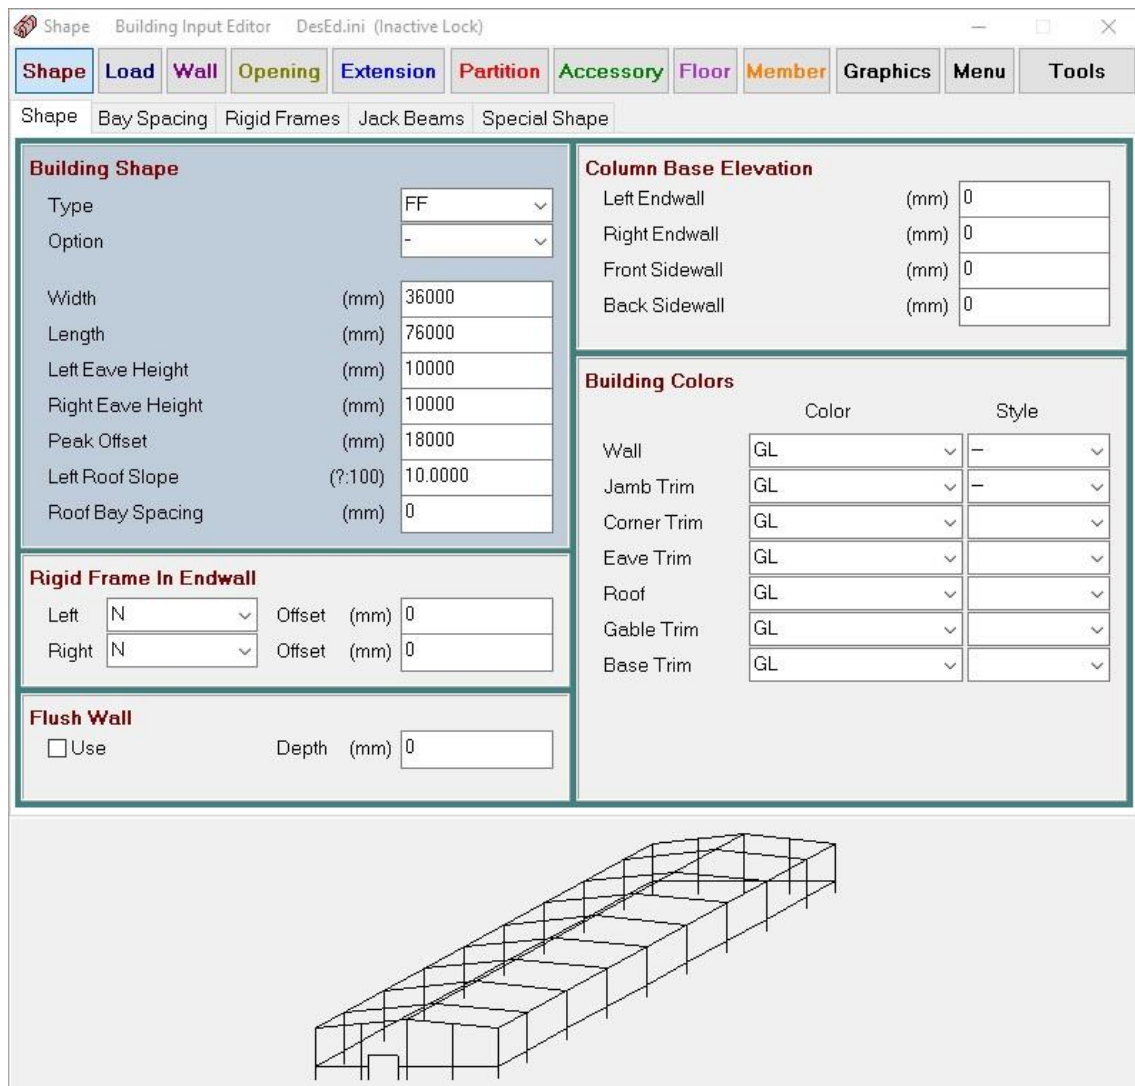 Shape Building Input Editor DesEd.ini (Inactive Lock)
Shape Load Wall Opening Extension Partition Accessory Floor Member Graphics Menu Tools
Shape Bay Spacing Rigid Frames Jack Beams Special Shape
Building Shape
Type FF
Option -
Width (mm) 36000
Length (mm) 76000
Left Eave Height (mm) 10000
Right Eave Height (mm) 10000
Peak Offset (mm) 18000
Left Roof Slope (?:100) 10.0000
Roof Bay Spacing (mm) 0
Rigid Frame In Endwall
Left N Offset (mm) 0
Right N Offset (mm) 0
Flush Wall
Use Depth (mm) 0
Column Base Elevation
Left Endwall (mm) 0
Right Endwall (mm) 0
Front Sidewall (mm) 0
Back Sidewall (mm) 0
Building Colors
Color Style
Wall GL --
Jamb Trim GL --
Corner Trim GL
Eave Trim GL
Roof GL
Gable Trim GL
Base Trim GL